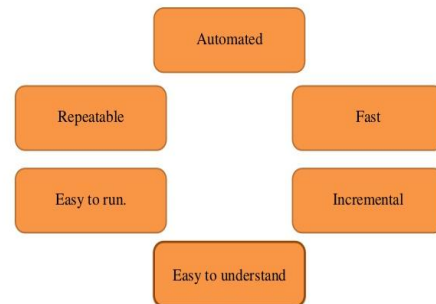 Automated
Repeatable
Fast
Easy to run.
Incremental
Easy to understand